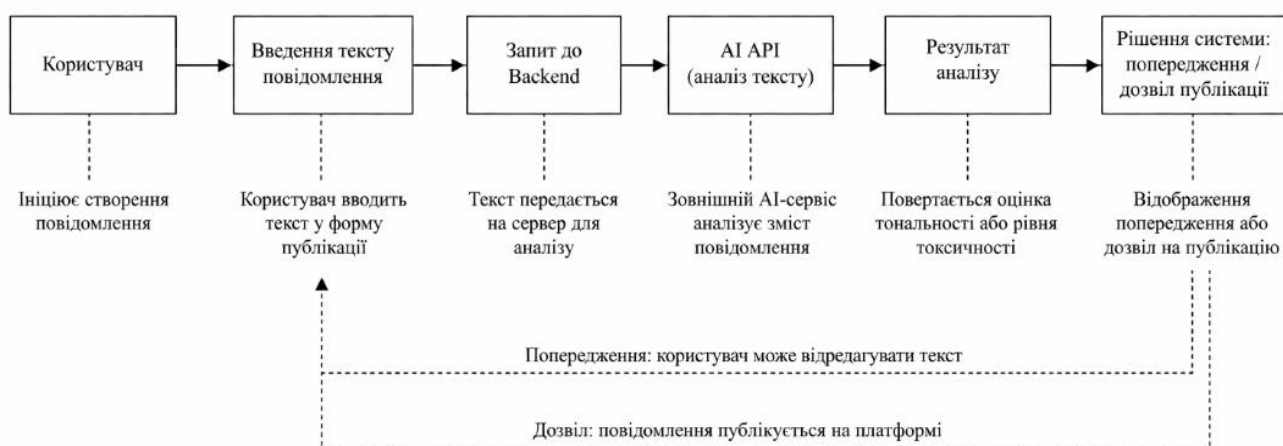 Користувач
Введення тексту
повідомлення
Запит до
Backend
AI API
(аналіз тексту)
Результат
аналізу
Рішення системи:
попередження /
дозвіл публікації
Ініціює створення
повідомлення
Користувач вводить
текст у форму
публікації
Текст передається
на сервер для
аналізу
Зовнішній AI-сервіс
аналізує зміст
повідомлення
Повертається оцінка
тональності або рівня
токсичності
Відображення
попередження або
дозвіл на публікацію
Попередження: користувач може відредагувати текст
Дозвіл: повідомлення публікується на платформі